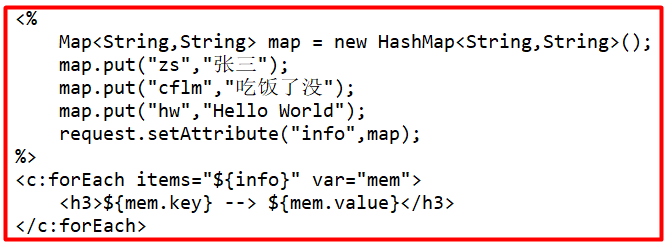 <%
    Map<String,String> map = new HashMap<String,String>();
    map.put("zs","张三");
    map.put("cflm","吃饭了没");
    map.put("hw","Hello World");
    request.setAttribute("info",map);
%>
<c:forEach items="${info}" var="mem">
    <h3>${mem.key} --> ${mem.value}</h3>
</c:forEach>